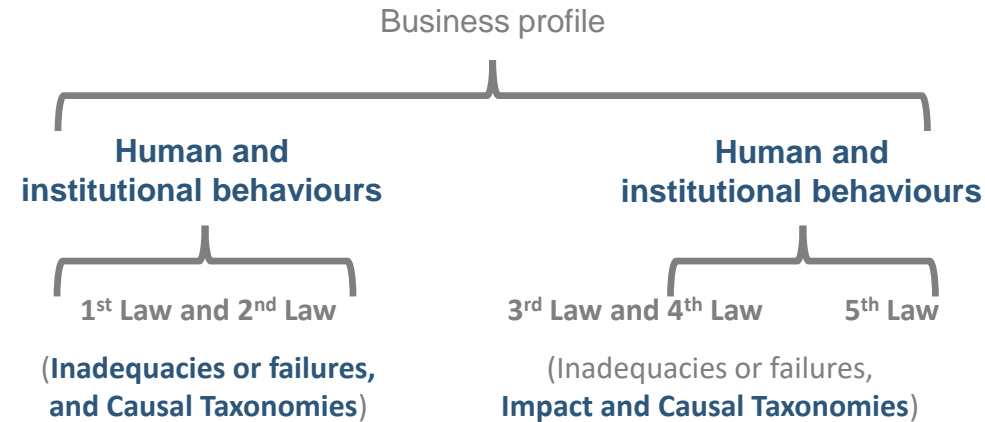 Business profile
Human and
institutional behaviours
Human and
institutional behaviours
1st Law and 2nd Law
3rd Law and 4th Law
5th Law
(Inadequacies or failures,
and Causal Taxonomies)
(Inadequacies or failures,
Impact and Causal Taxonomies)